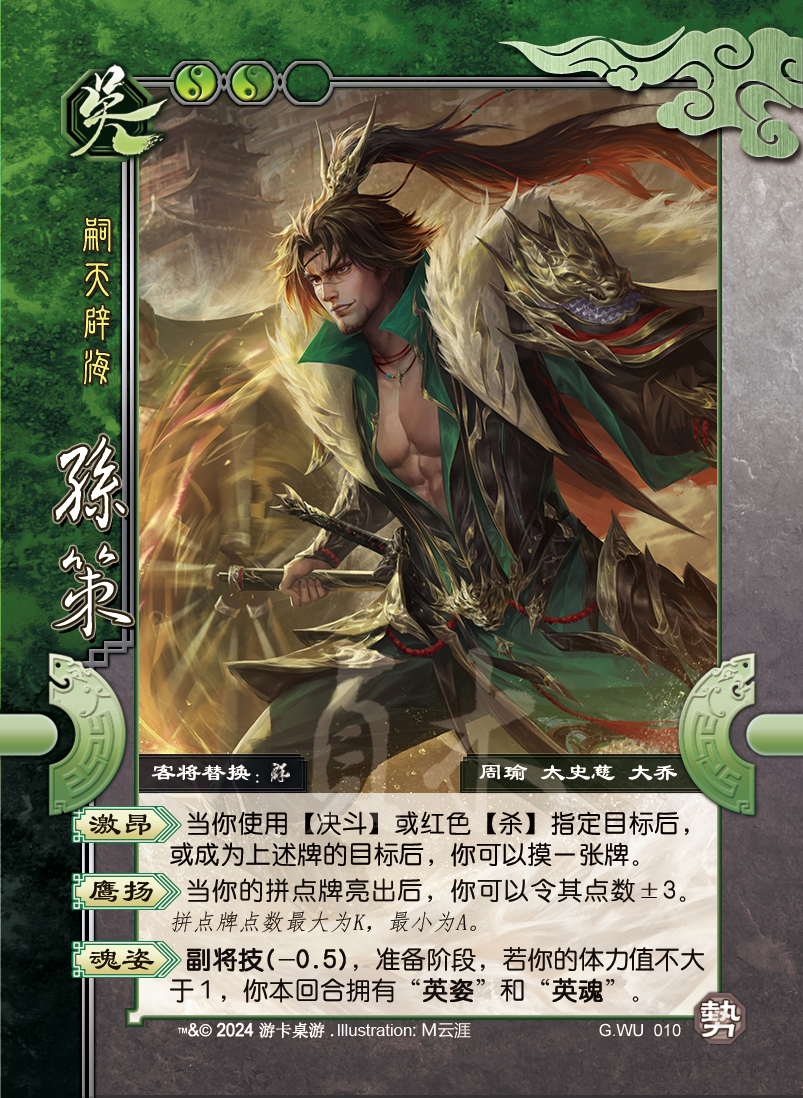 吴
嗣天辟海
孫策
客将替换：孫
周瑜 太史慈 大乔
激昂 当你使用【决斗】或红色【杀】指定目标后，
或成为上述牌的目标后，你可以摸一张牌。
鹰扬 当你的拼点牌亮出后，你可以令其点数±3。
拼点牌点数最大为K，最小为A。
魂姿 副将技(－0.5)，准备阶段，若你的体力值不大
于1，你本回合拥有“英姿”和“英魂”。
™&© 2024 游卡桌游 .Illustration: M云涯
G.WU 010
勢